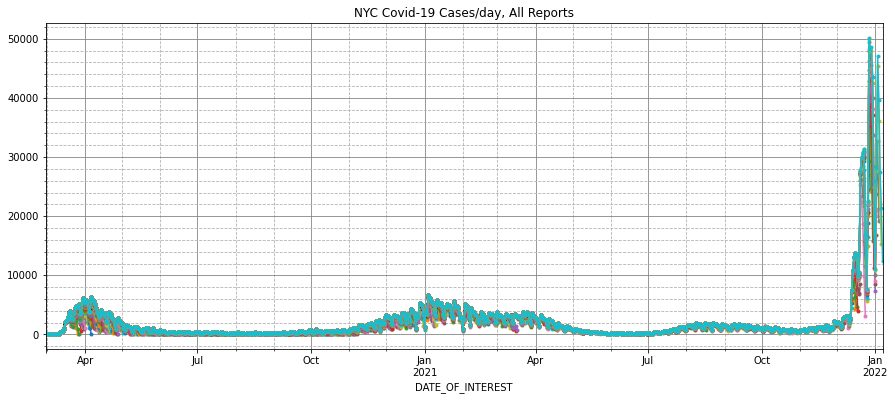 NYC Covid-19 Cases/day, All Reports
50000
40000
30000
20000
10000
0
Apr Jul Oct Jan Apr Jul Oct Jan
2021 2022
DATE_OF_INTEREST